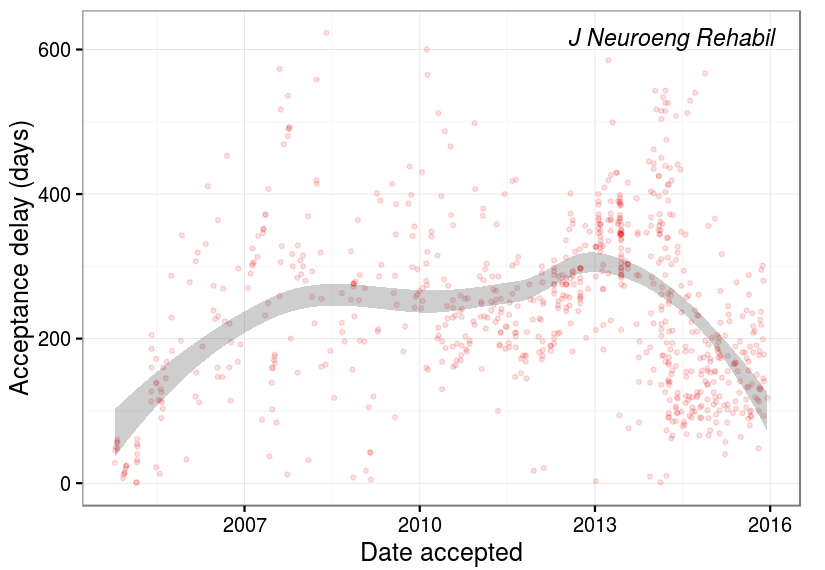 J Neuroeng Rehabil
Acceptance delay (days)
600
400
200
0
2007 2010 2013 2016
Date accepted